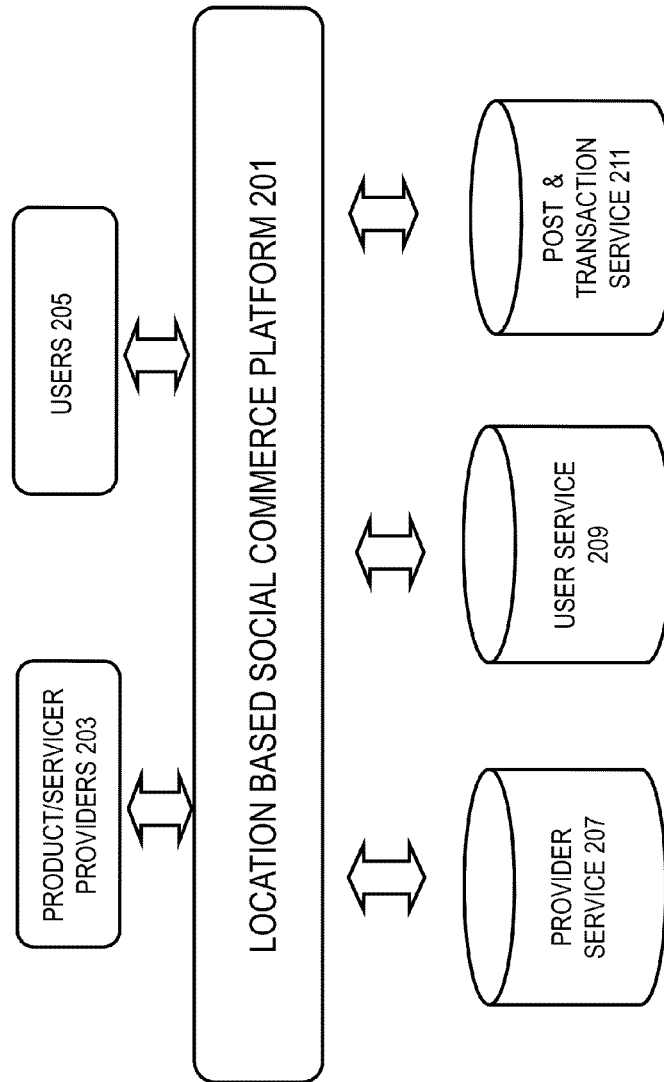 PRODUCT/SERVICER
PROVIDERS 203
USERS 205
LOCATION BASED SOCIAL COMMERCE PLATFORM 201
PROVIDER
SERVICE 207
USER SERVICE
209
POST &
TRANSACTION
SERVICE 211